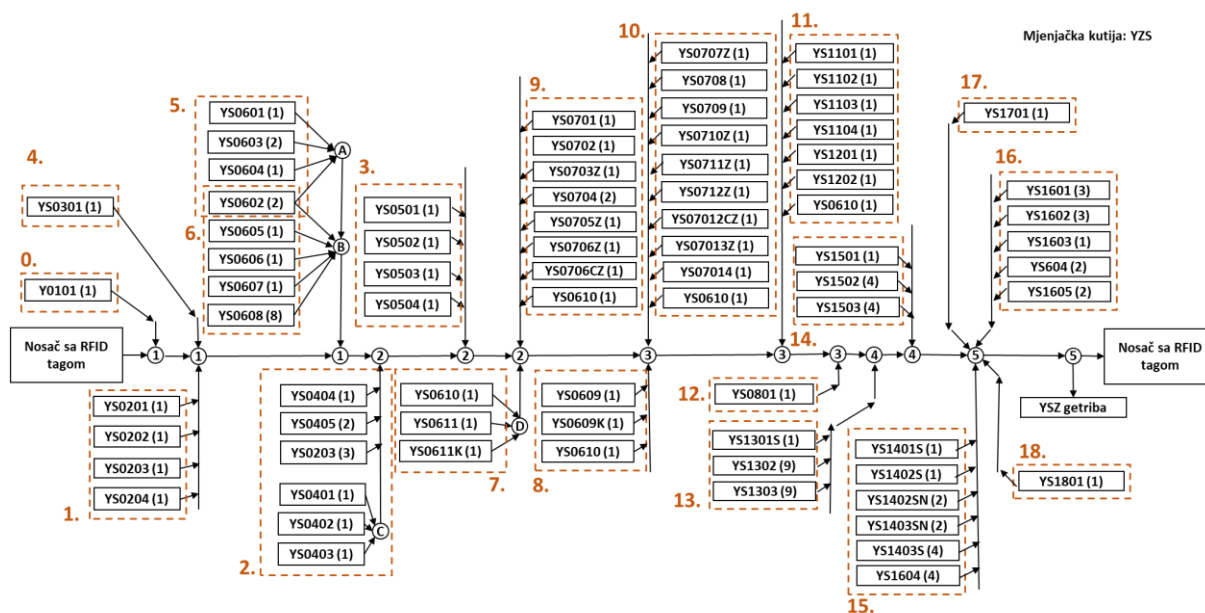 Mjenjačka kutija: YZS
0.
Y0101 (1)
Nosač sa RFID
tagom
1.
YS0201 (1)
YS0202 (1)
YS0203 (1)
YS0204 (1)
4.
YS0301 (1)
5.
YS0601 (1)
YS0603 (2)
YS0604 (1)
YS0602 (2)
6.
YS0605 (1)
YS0606 (1)
YS0607 (1)
YS0608 (8)
A
B
2.
YS0404 (1)
YS0405 (2)
YS0203 (3)
YS0401 (1)
YS0402 (1)
YS0403 (1)
C
3.
YS0501 (1)
YS0502 (1)
YS0503 (1)
YS0504 (1)
7.
YS0610 (1)
YS0611 (1)
YS0611K (1)
D
9.
YS0701 (1)
YS0702 (1)
YS0703Z (1)
YS0704 (2)
YS0705Z (1)
YS0706Z (1)
YS0706CZ (1)
YS0610 (1)
8.
YS0609 (1)
YS0609K (1)
YS0610 (1)
10.
YS0707Z (1)
YS0708 (1)
YS0709 (1)
YS0710Z (1)
YS0711Z (1)
YS0712Z (1)
YS07012CZ (1)
YS07013Z (1)
YS07014 (1)
YS0610 (1)
11.
YS1101 (1)
YS1102 (1)
YS1103 (1)
YS1104 (1)
YS1201 (1)
YS1202 (1)
YS0610 (1)
12.
YS0801 (1)
13.
YS1301S (1)
YS1302 (9)
YS1303 (9)
14.
YS1501 (1)
YS1502 (4)
YS1503 (4)
15.
YS1401S (1)
YS1402S (1)
YS1402SN (2)
YS1403SN (2)
YS1403S (4)
YS1604 (4)
17.
YS1701 (1)
16.
YS1601 (3)
YS1602 (3)
YS1603 (1)
YS604 (2)
YS1605 (2)
18.
YS1801 (1)
1 1 1 2 2 2 3 3 3 4 4 5 5
YSZ getriba
Nosač sa RFID
tagom